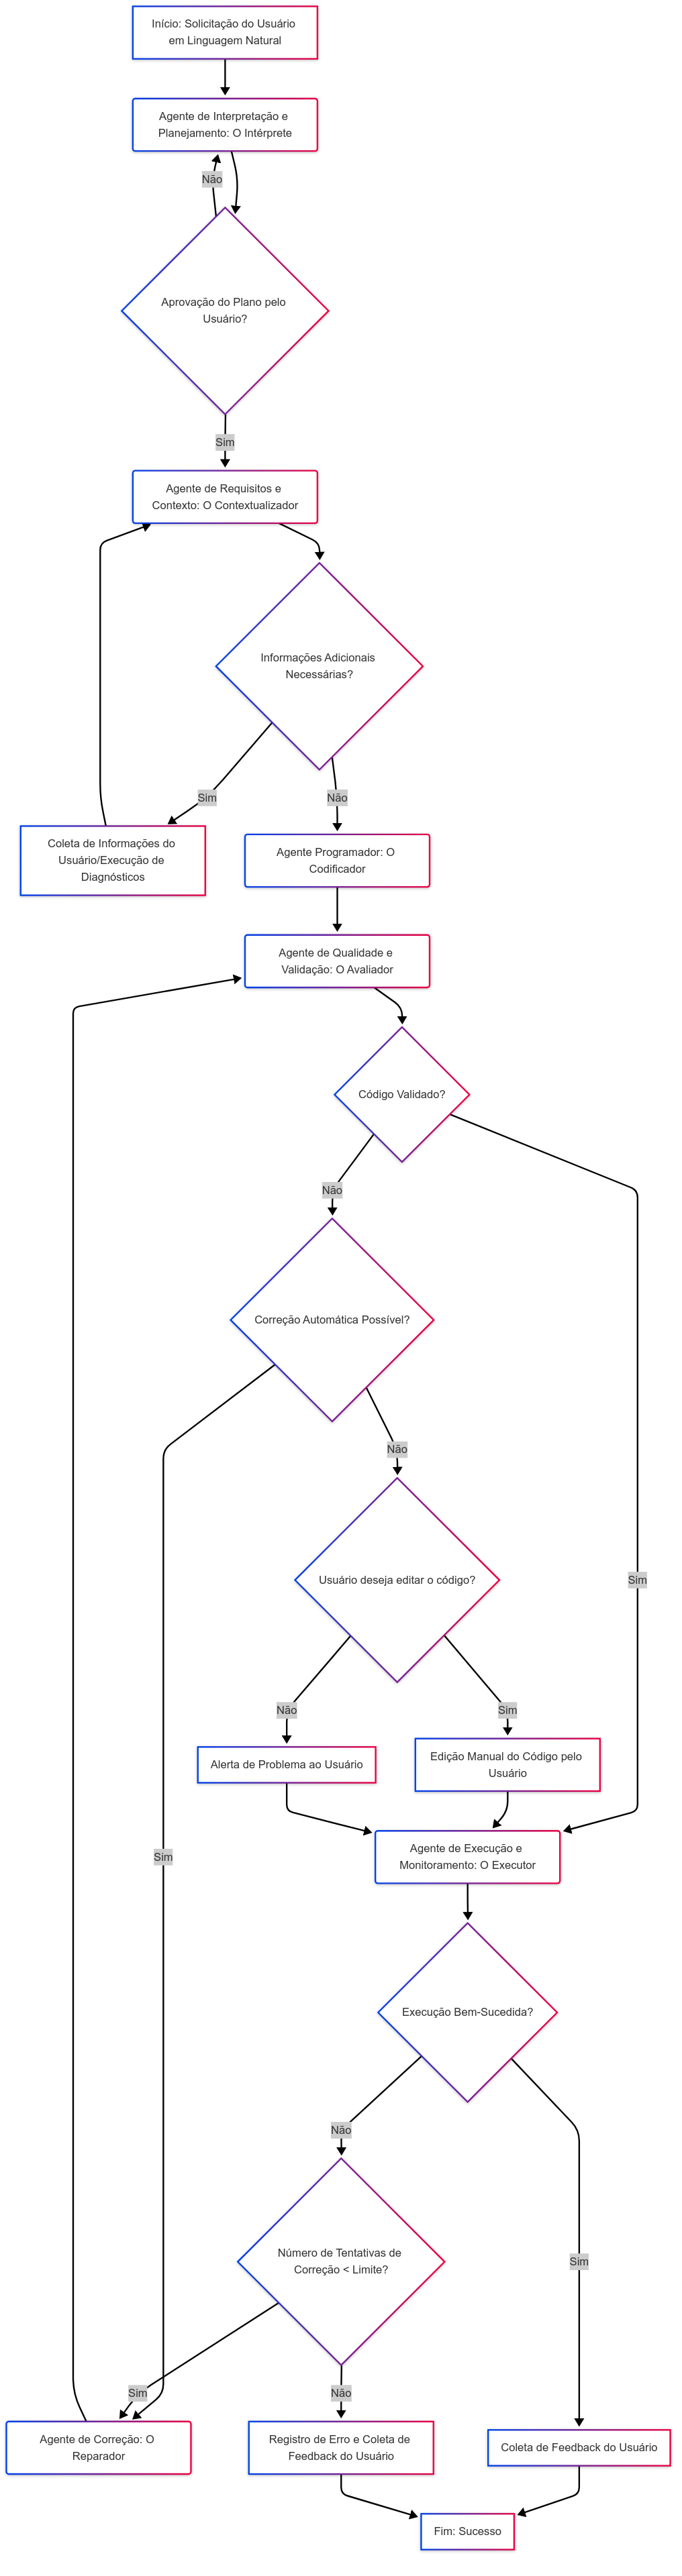 Início: Solicitação do Usuário
em Linguagem Natural
Agente de Interpretação e
Planejamento: O Intérprete
Não
Aprovação do Plano pelo
Usuário?
Sim
Agente de Requisitos e
Contexto: O Contextualizador
Informações Adicionais
Necessárias?
Sim
Não
Coleta de Informações do
Usuário/Execução de
Diagnósticos
Agente Programador: O
Codificador
Agente de Qualidade e
Validação: O Avaliador
Código Validado?
Não
Correção Automática Possível?
Não
Usuário deseja editar o código?
Sim
Não
Sim
Alerta de Problema ao Usuário
Edição Manual do Código pelo
Usuário
Sim
Agente de Execução e
Monitoramento: O Executor
Execução Bem-Sucedida?
Não
Número de Tentativas de
Correção < Limite?
Sim
Sim
Não
Agente de Correção: O
Reparador
Registro de Erro e Coleta de
Feedback do Usuário
Coleta de Feedback do Usuário
Fim: Sucesso